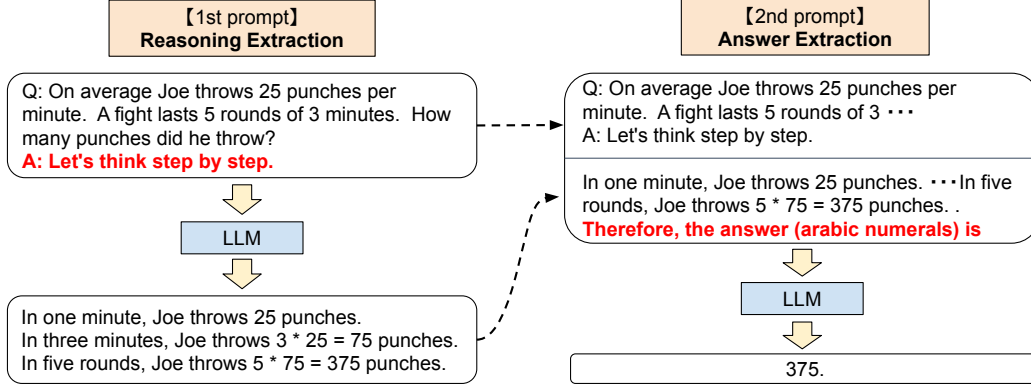 【1st prompt】
Reasoning Extraction
Q: On average Joe throws 25 punches per
minute.  A fight lasts 5 rounds of 3 minutes.  How
many punches did he throw?
A: Let's think step by step.
LLM
In one minute, Joe throws 25 punches.
In three minutes, Joe throws 3 * 25 = 75 punches.
In five rounds, Joe throws 5 * 75 = 375 punches.
【2nd prompt】
Answer Extraction
Q: On average Joe throws 25 punches per
minute.  A fight lasts 5 rounds of 3 ･･･
A: Let's think step by step.
In one minute, Joe throws 25 punches. ･･･In five
rounds, Joe throws 5 * 75 = 375 punches. .
Therefore, the answer (arabic numerals) is
LLM
375.